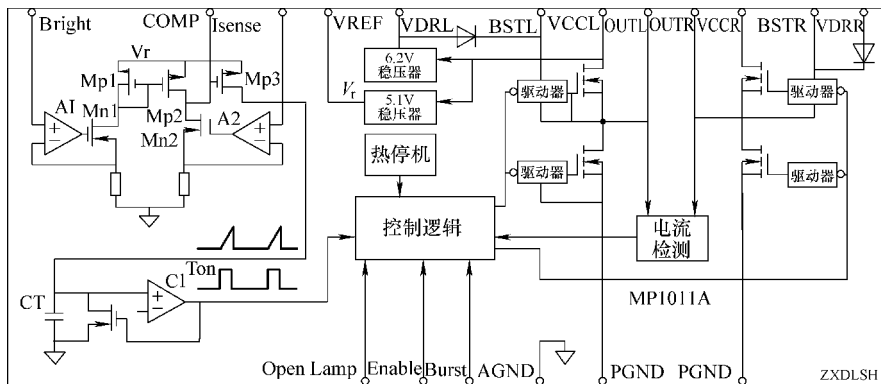 Bright
COMP
Isense
VREF
VDRL
BSTL
VCCL
OUTL
OUTR
VCCR
BSTR
VDRR
Vr
Mp1
Mp3
6.2V
稳压器
Vr
5.1V
稳压器
AI
Mn1
Mp2
A2
Mn2
驱动器
驱动器
驱动器
驱动器
热停机
控制逻辑
电流
检测
Ton
C1
CT
MP1011A
Open Lamp
Enable
Burst
AGND
PGND
PGND
ZXDLSH